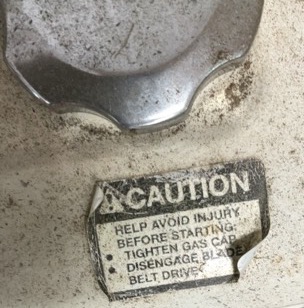 CAUTION
HELP AVOID INJURY
BEFORE STARTING:
• TIGHTEN GAS CAP
• DISENGAGE BLADE
BELT DRIVE